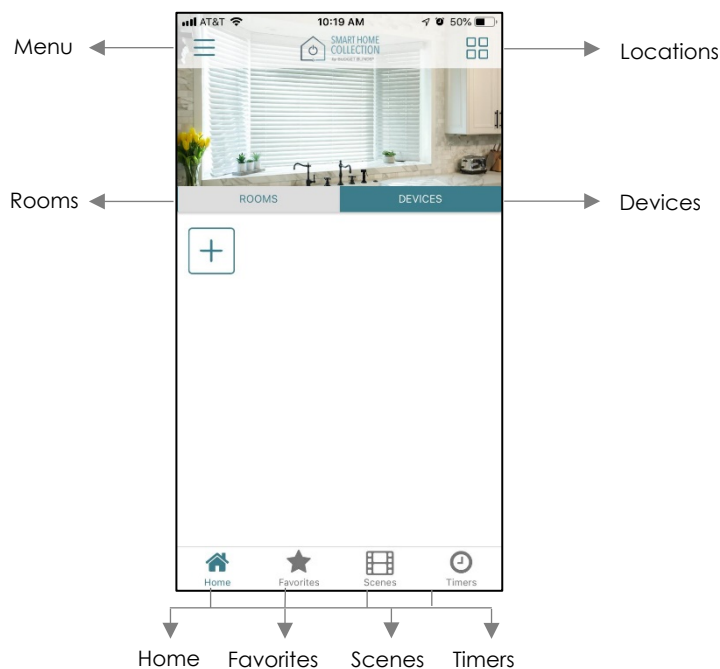 AT&T 10:19 AM 50%
Menu
SMART HOME
COLLECTION
Locations
Rooms
ROOMS
DEVICES
Devices
Home Favorites Scenes Timers
Home Favorites Scenes Timers